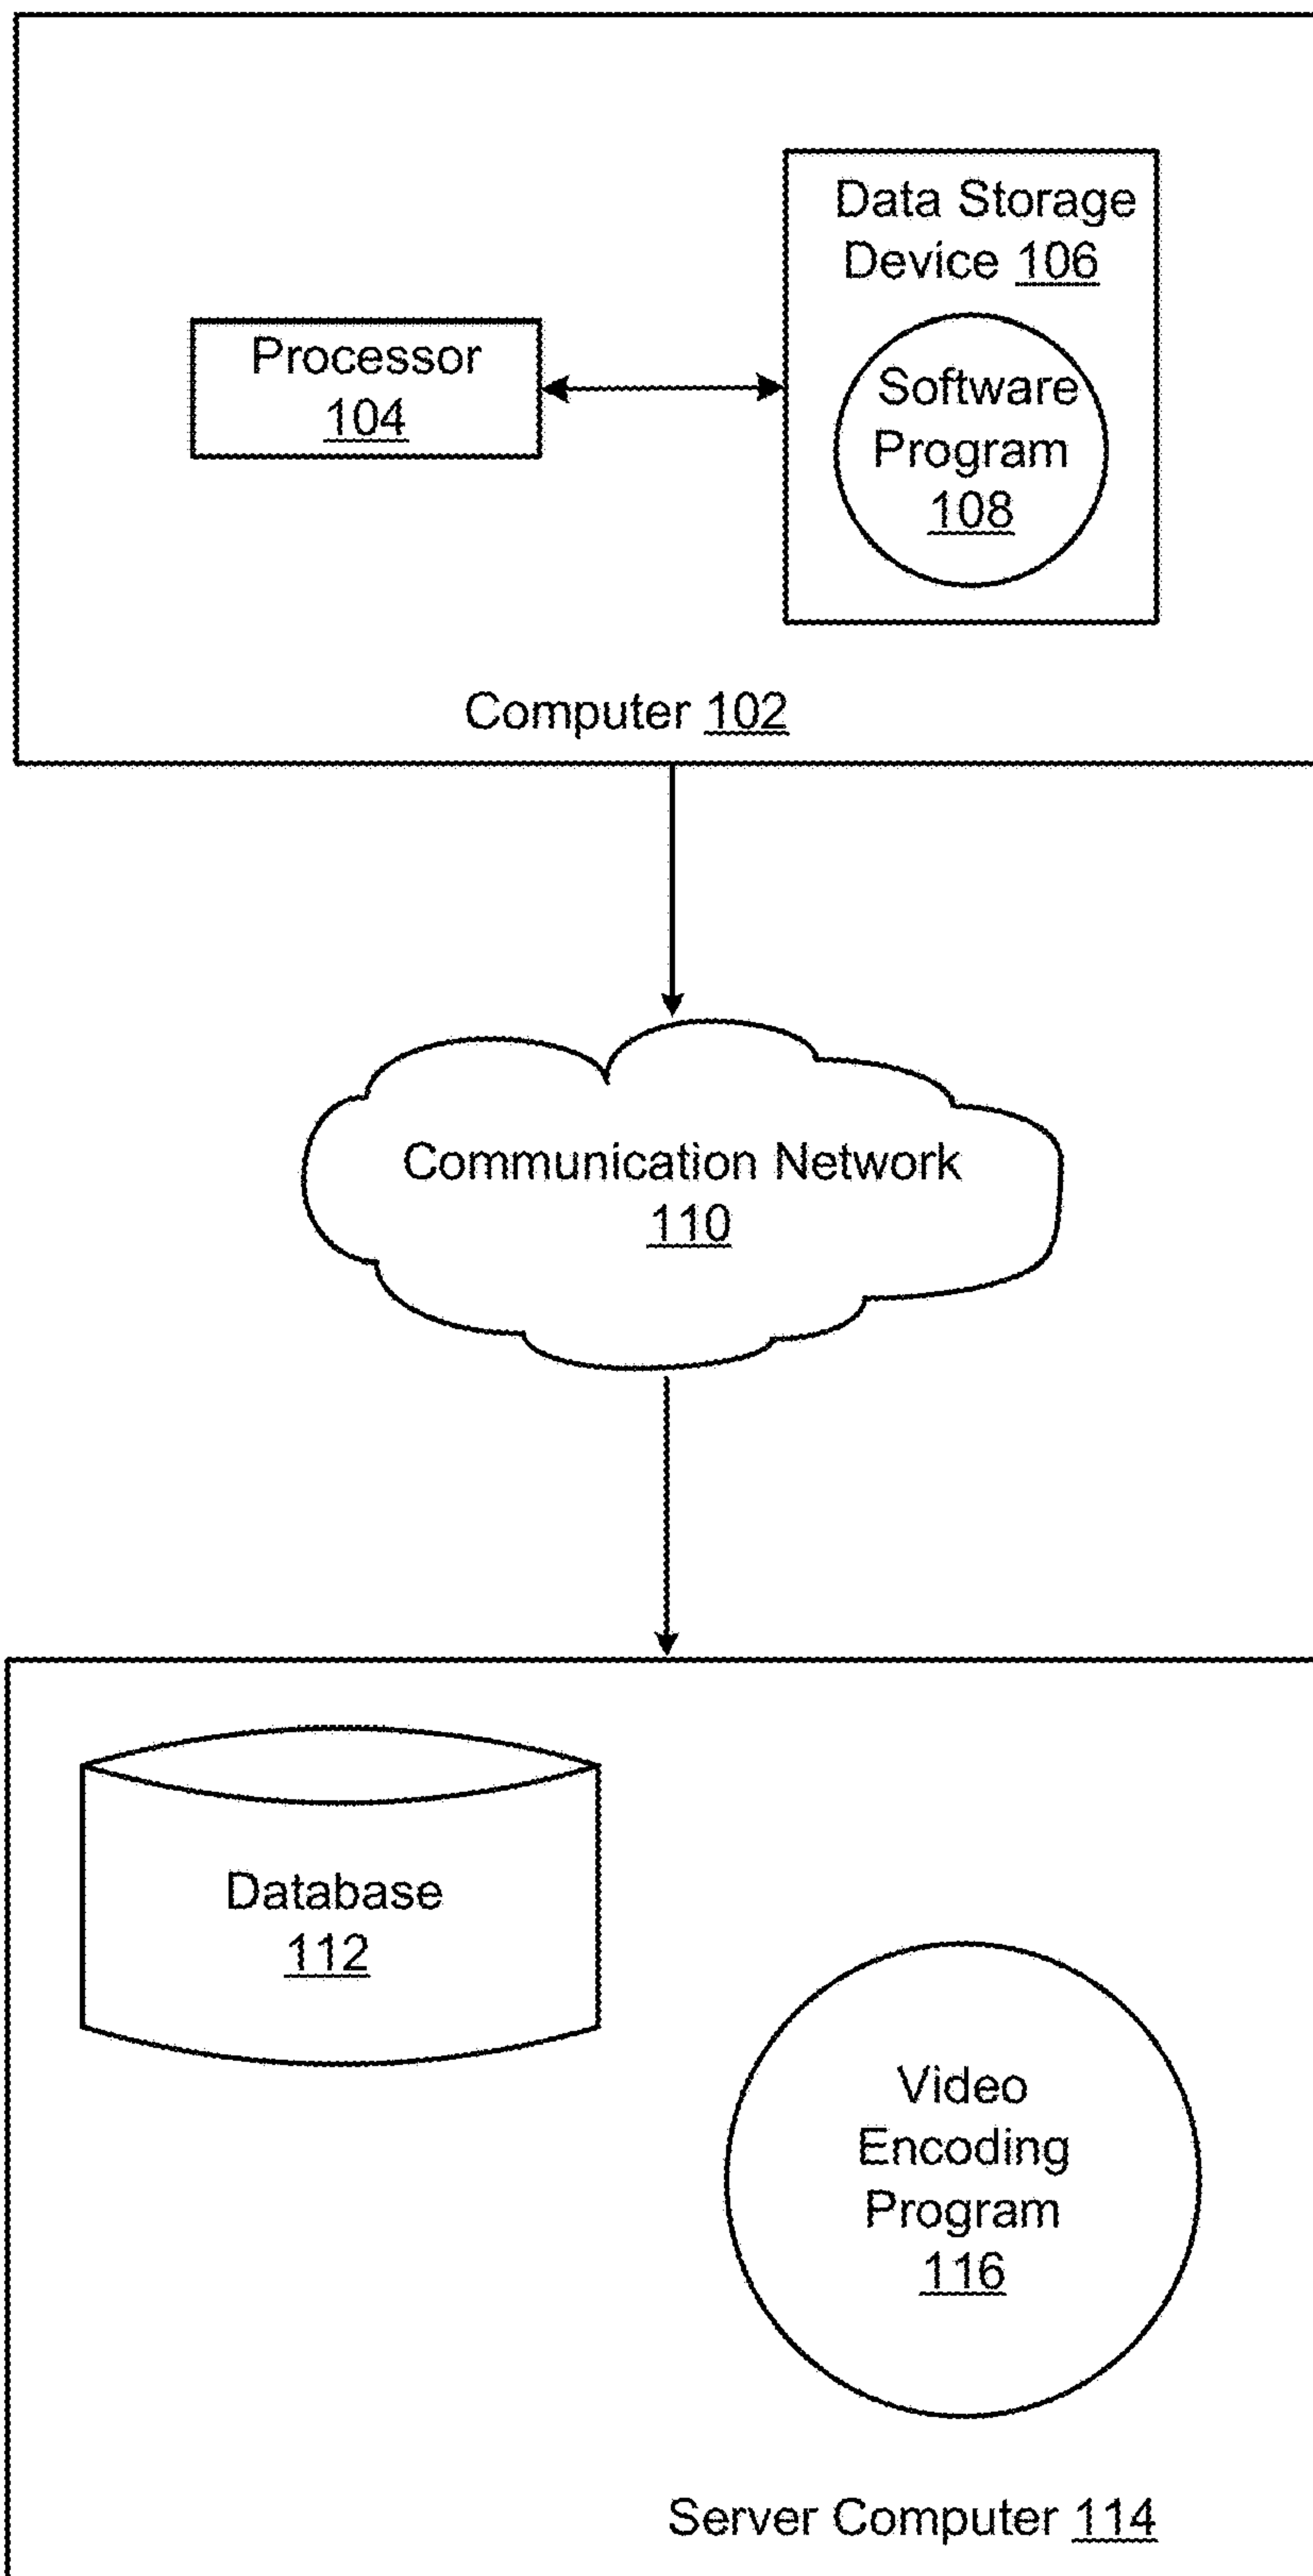 Data Storage
Device 106
Processor
104
Software
Program
108
Computer 102
Communication Network
110
Database
112
Video
Encoding
Program
116
Server Computer 114